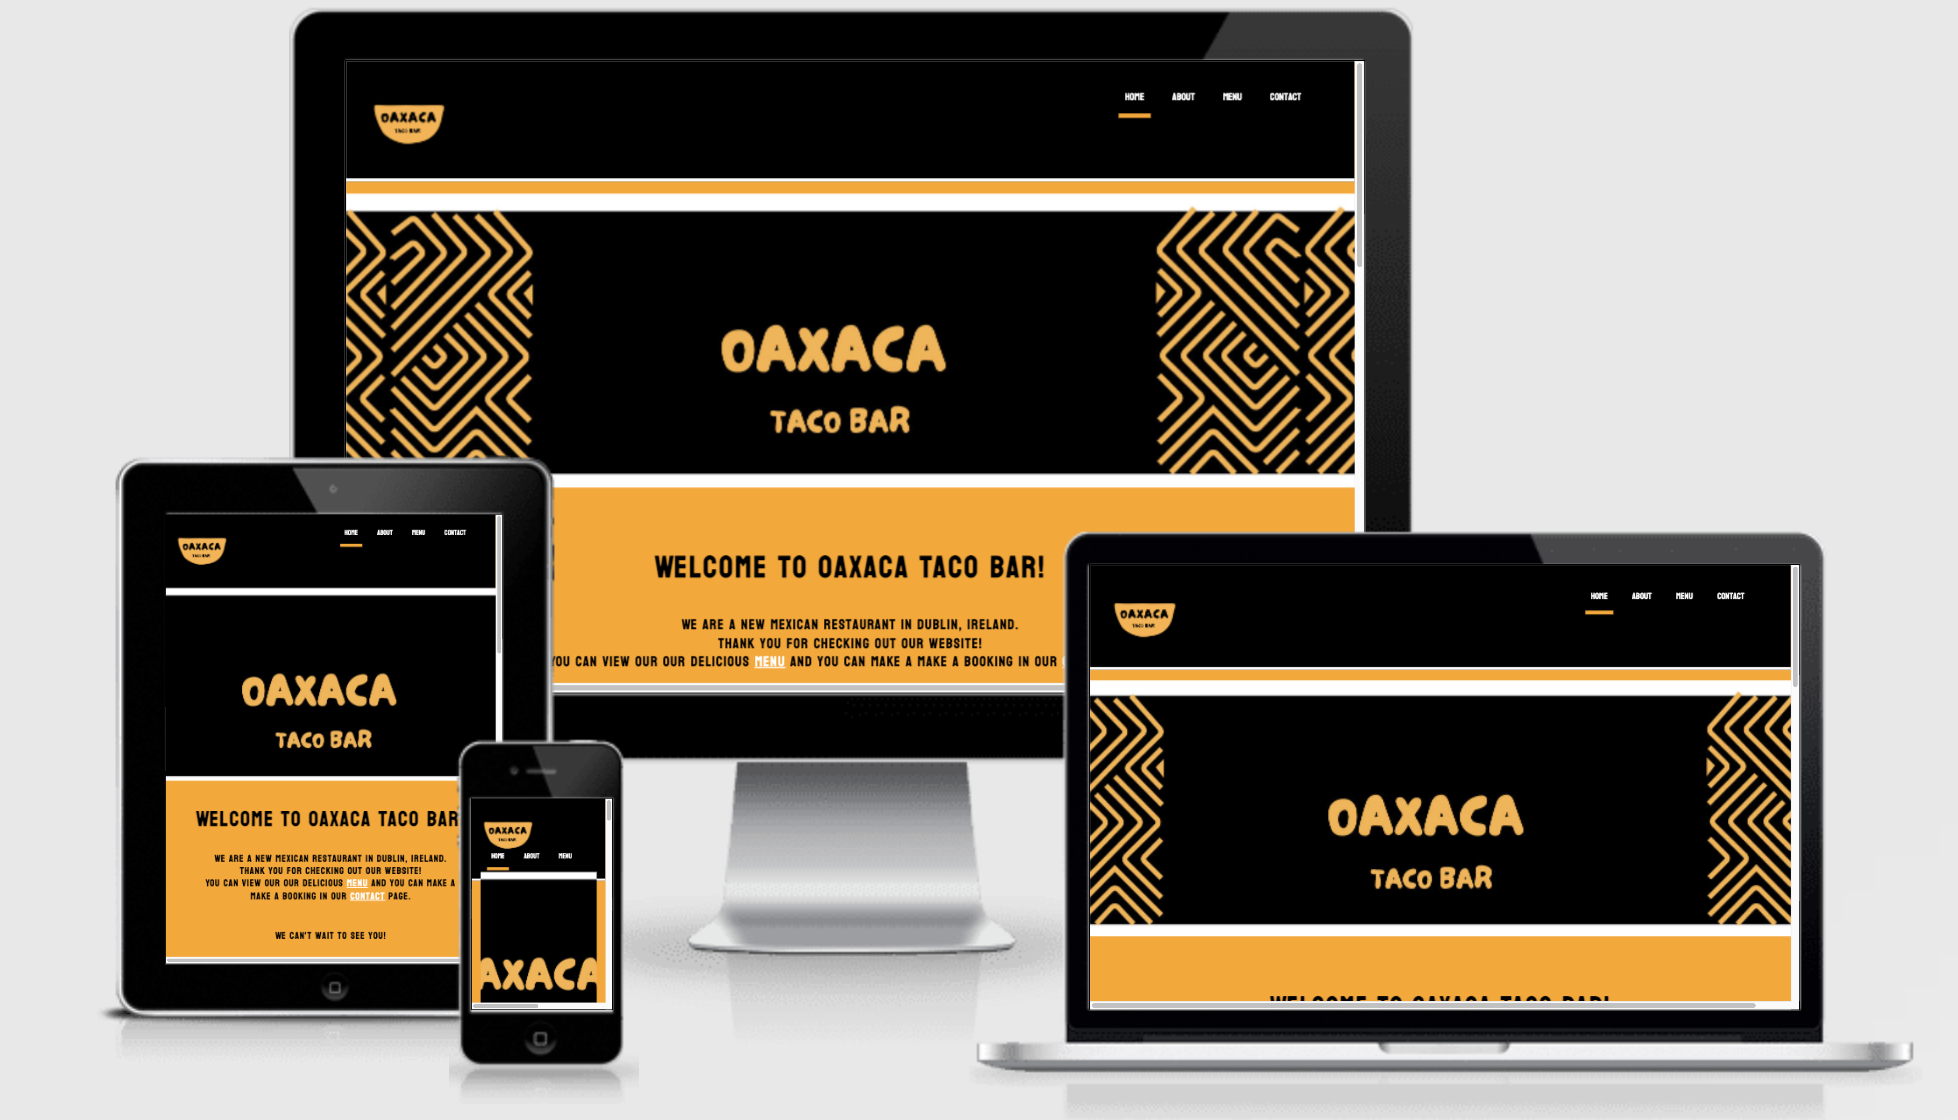 OAXACA
TACO BAR
HOME ABOUT MENU CONTACT
OAXACA
TACO BAR
WELCOME TO OAXACA TACO BAR!
WE ARE A NEW MEXICAN RESTAURANT IN DUBLIN, IRELAND.
THANK YOU FOR CHECKING OUT OUR WEBSITE!
YOU CAN VIEW OUR OUR DELICIOUS MENU AND YOU CAN MAKE A MAKE A BOOKING IN OUR
OAXACA
TACO BAR
HOME ABOUT MENU CONTACT
OAXACA
TACO BAR
WELCOME TO OAXACA TACO BAR
WE ARE A NEW MEXICAN RESTAURANT IN DUBLIN, IRELAND.
THANK YOU FOR CHECKING OUT OUR WEBSITE!
YOU CAN VIEW OUR OUR DELICIOUS MENU AND YOU CAN MAKE A
MAKE A BOOKING IN OUR CONTACT PAGE.
WE CAN'T WAIT TO SEE YOU!
OAXACA
TACO BAR
HOME ABOUT MENU
AXACA
OAXACA
TACO BAR
HOME ABOUT MENU CONTACT
OAXACA
TACO BAR
WELCOME TO OAXACA TACO BAR!